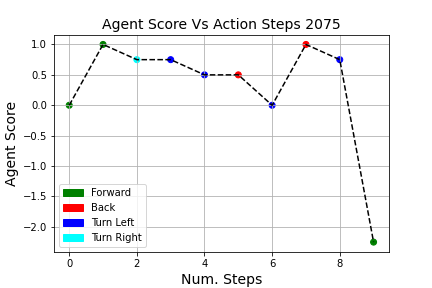 Agent Score Vs Action Steps 2075
1.0
0.5
0.0
−0.5
−1.0
−1.5
−2.0
Agent Score
Forward
Back
Turn Left
Turn Right
0 2 4 6 8
Num. Steps